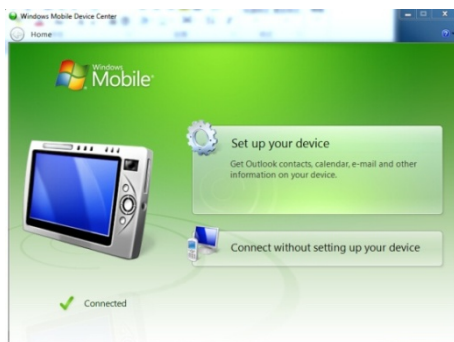 Windows Mobile Device Center
Home
Windows
Mobile
Set up your device
Get Outlook contacts, calendar, e-mail and other
information on your device.
Connect without setting up your device
Connected